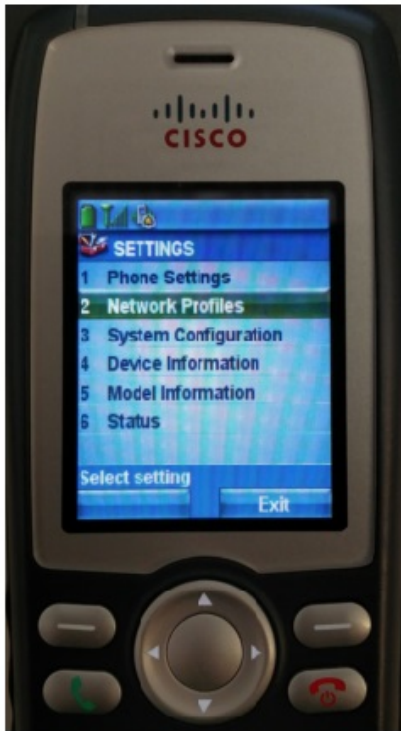 CISCO
SETTINGS
1 Phone Settings
2 Network Profiles
3 System Configuration
4 Device Information
5 Model Information
6 Status
Select setting
Exit